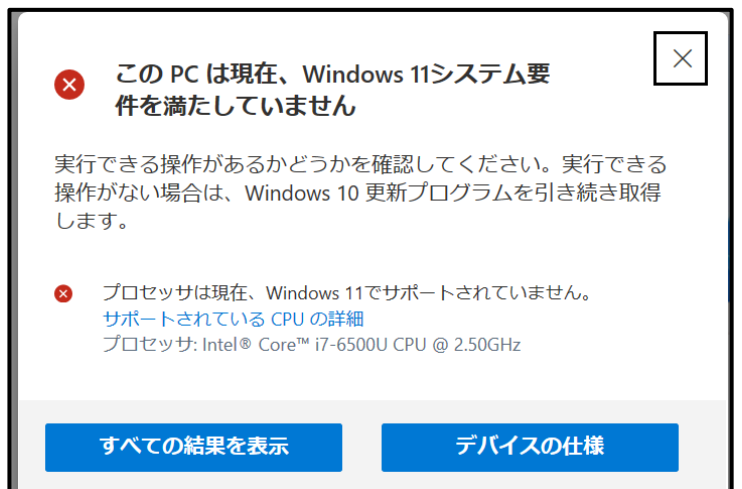 この PC は現在、Windows 11システム要
件を満たしていません
実行できる操作があるかどうかを確認してください。実行できる
操作がない場合は、Windows 10 更新プログラムを引き続き取得
します。
プロセッサは現在、Windows 11でサポートされていません。
サポートされている CPU の詳細
プロセッサ: Intel® Core™ i7-6500U CPU @ 2.50GHz
すべての結果を表示
デバイスの仕様